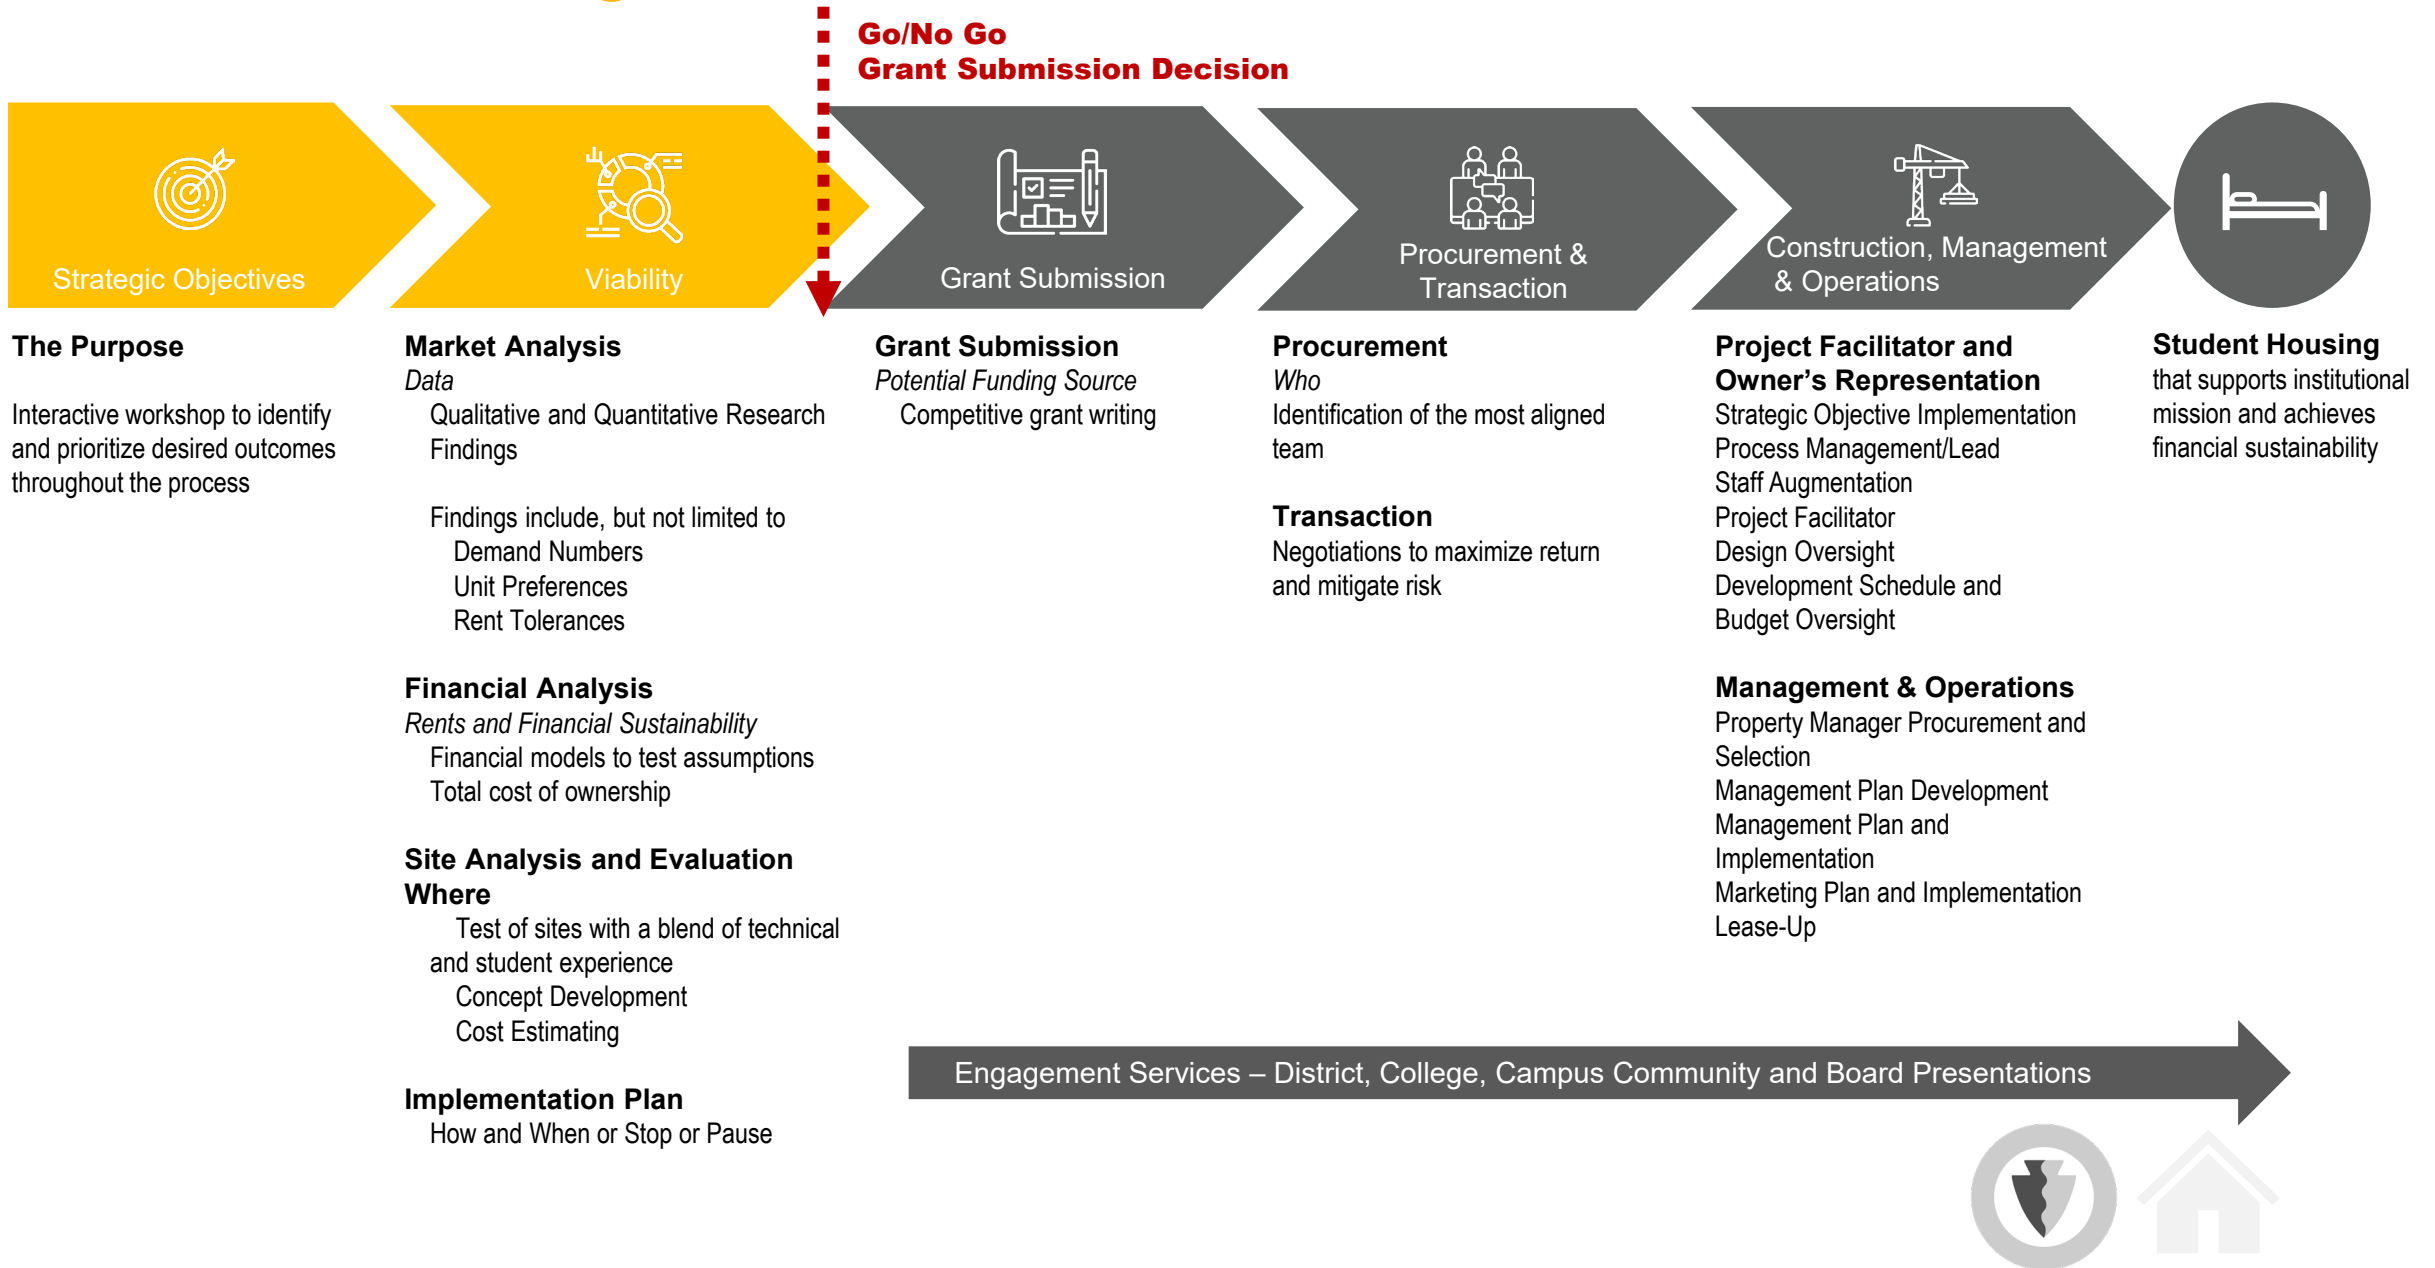 Go/No Go
Grant Submission Decision
Strategic Objectives
Viability
Grant Submission
Procurement &
Transaction
Construction, Management
& Operations
The Purpose
Interactive workshop to identify
and prioritize desired outcomes
throughout the process
Market Analysis
Data
Qualitative and Quantitative Research
Findings
Findings include, but not limited to
Demand Numbers
Unit Preferences
Rent Tolerances
Financial Analysis
Rents and Financial Sustainability
Financial models to test assumptions
Total cost of ownership
Site Analysis and Evaluation
Where
Test of sites with a blend of technical
and student experience
Concept Development
Cost Estimating
Implementation Plan
How and When or Stop or Pause
Grant Submission
Potential Funding Source
Competitive grant writing
Procurement
Who
Identification of the most aligned
team
Transaction
Negotiations to maximize return
and mitigate risk
Project Facilitator and
Owner’s Representation
Strategic Objective Implementation
Process Management/Lead
Staff Augmentation
Project Facilitator
Design Oversight
Development Schedule and
Budget Oversight
Management & Operations
Property Manager Procurement and
Selection
Management Plan Development
Management Plan and
Implementation
Marketing Plan and Implementation
Lease-Up
Student Housing
that supports institutional
mission and achieves
financial sustainability
Engagement Services – District, College, Campus Community and Board Presentations